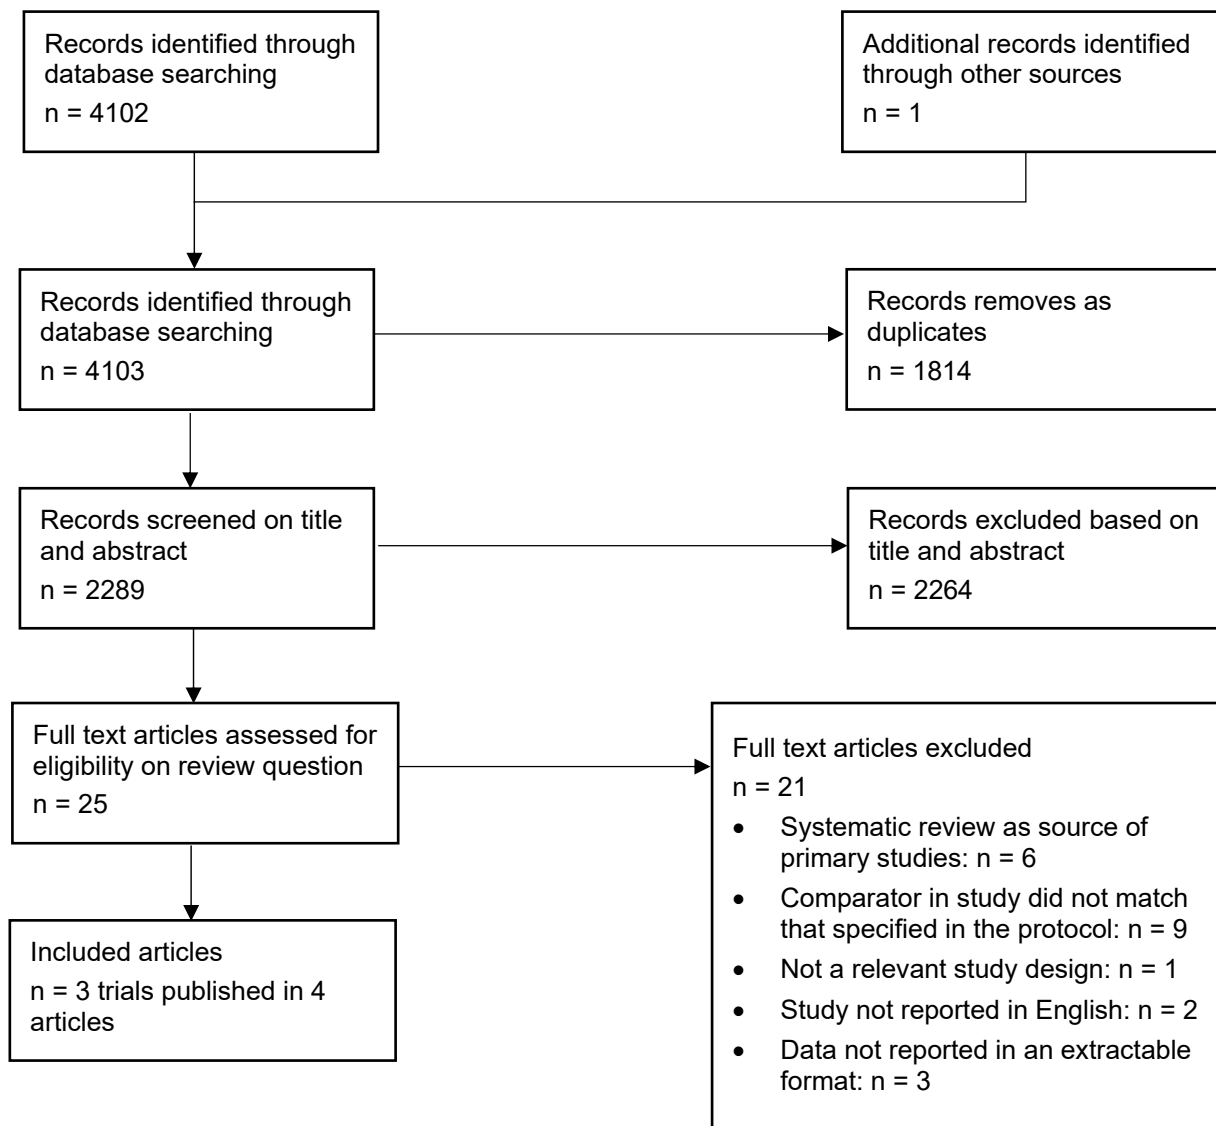 Records identified through
database searching
n = 4102
Additional records identified
through other sources
n = 1
Records identified through
database searching
n = 4103
Records removes as
duplicates
n = 1814
Records screened on title
and abstract
n = 2289
Records excluded based on
title and abstract
n = 2264
Full text articles assessed for
eligibility on review question
n = 25
Full text articles excluded
n = 21
• Systematic review as source of
primary studies: n = 6
• Comparator in study did not match
that specified in the protocol: n = 9
• Not a relevant study design: n = 1
• Study not reported in English: n = 2
• Data not reported in an extractable
format: n = 3
Included articles
n = 3 trials published in 4
articles